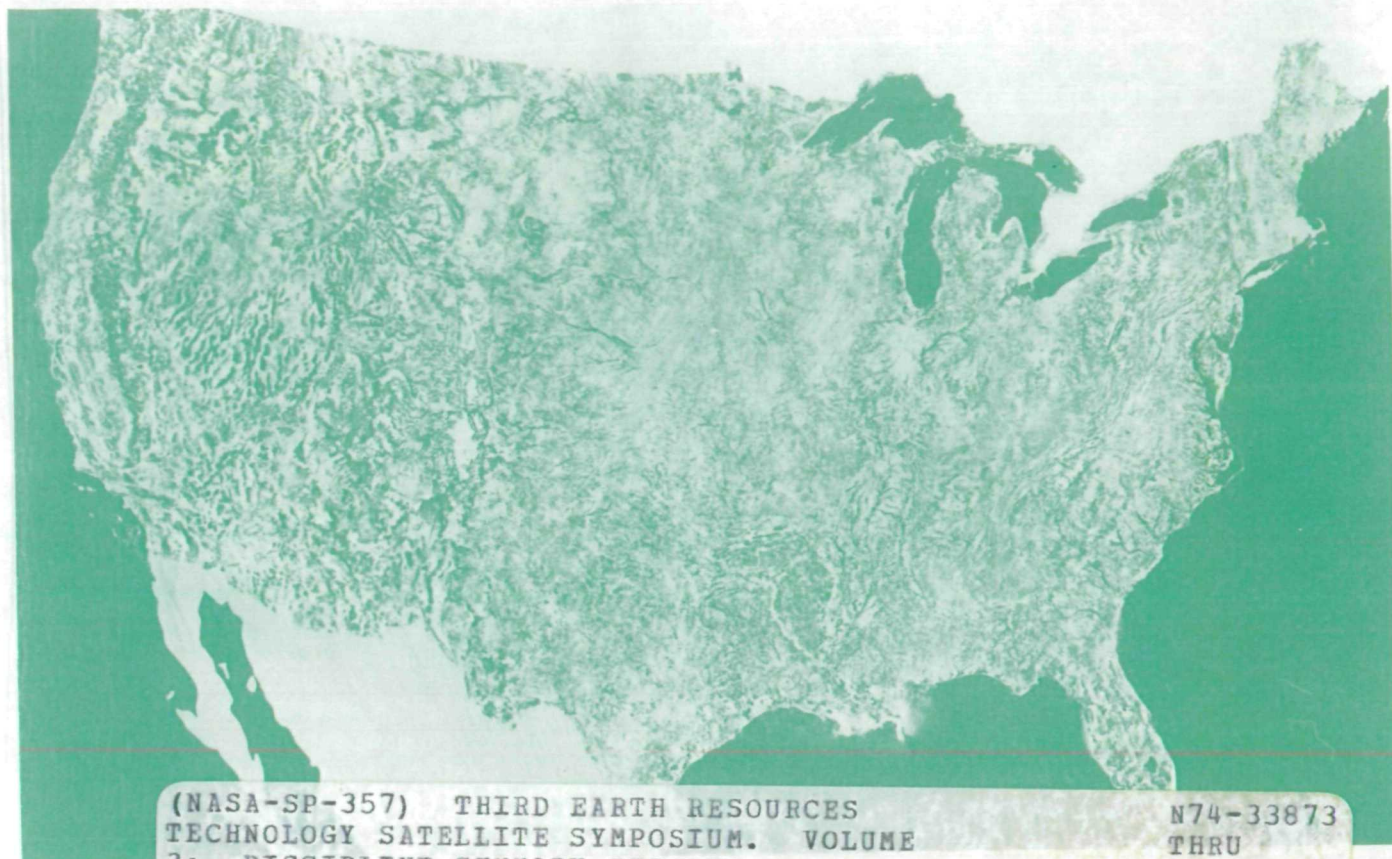 (NASA-SP-357) THIRD EARTH RESOURCES N74-33873
TECHNOLOGY SATELLITE SYMPOSIUM. VOLUME THRU